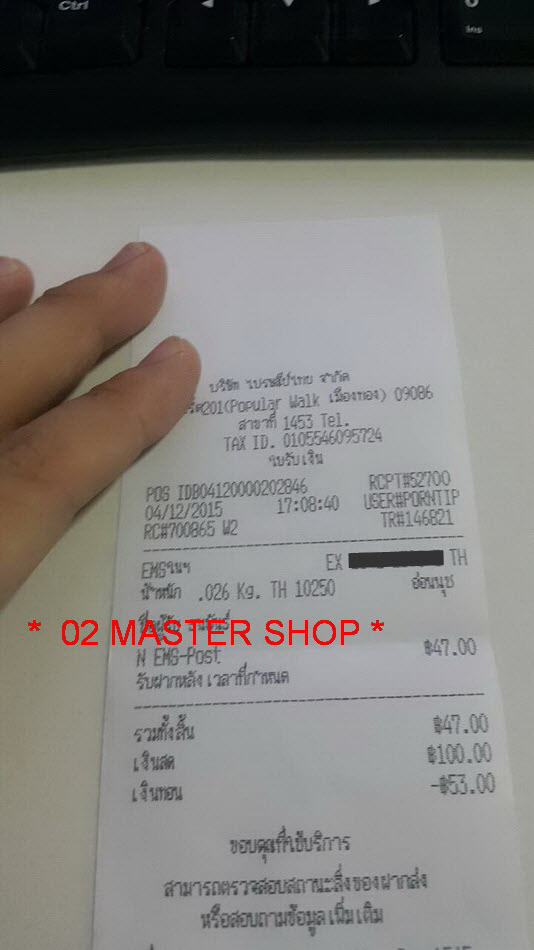 Ctrl
Ins
บริษัท ไปรษณีย์ไทย จำกัด
201(Popular Walk เมืองทอง) 09086
สาขาที่ 1453 Tel.
TAX ID. 0105546095724
ใบรับเงิน
POS IDB04120000202846 RCPT#52700
04/12/2015 17:08:40 USER#PORNTIP
RC#700865 W2 TR#146821
EMSในฯ EX TH
น้ำหนัก .026 Kg. TH 10250 อ่อนนุช
ชื่อผู้รับ
* 02 MASTER SHOP *
N EMS-Post ฿47.00
รับฝากหลัง เวลาที่กำหนด
รวมทั้งสิ้น ฿47.00
เงินสด ฿100.00
เงินทอน -฿53.00
ขอบคุณที่ใช้บริการ
สามารถตรวจสอบสถานะสิ่งของฝากส่ง
หรือสอบถามข้อมูล เพิ่มเติม